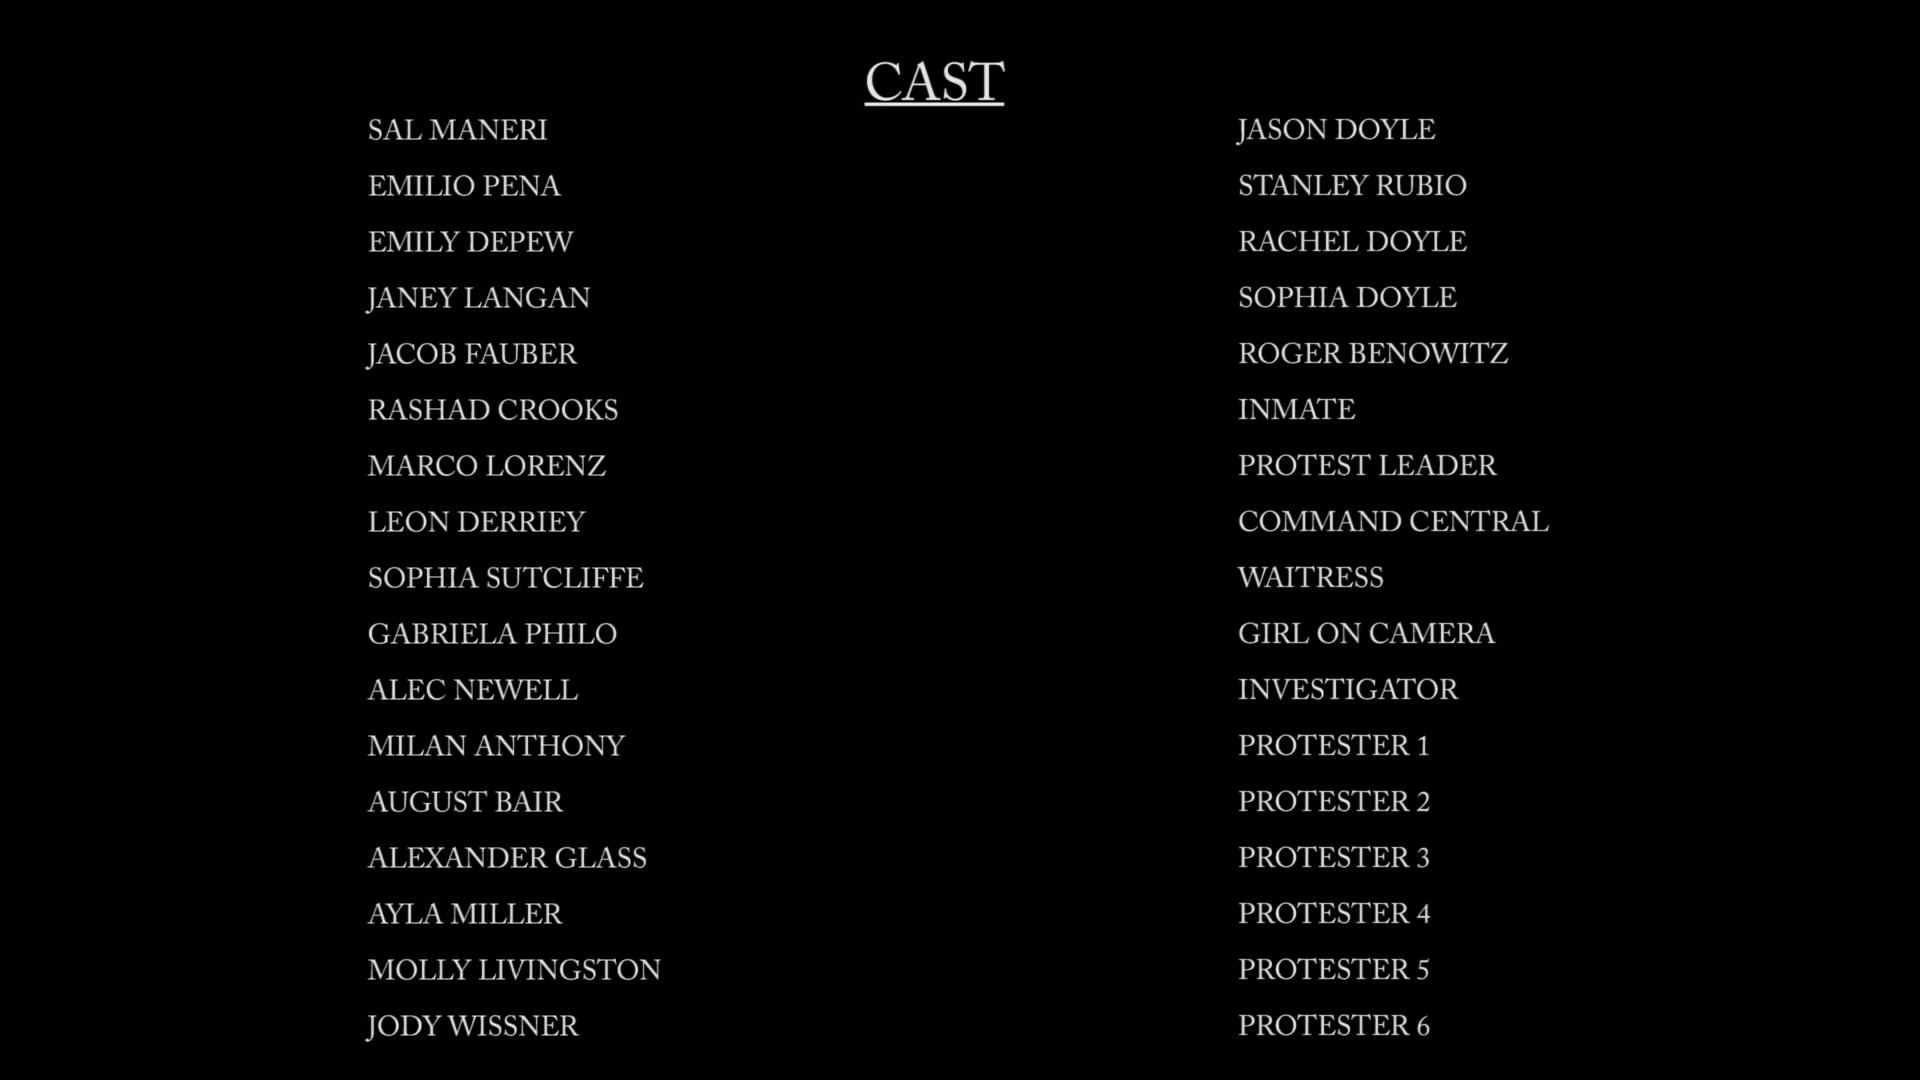 CAST
SAL MANERI JASON DOYLE
EMILIO PENA STANLEY RUBIO
EMILY DEPEW RACHEL DOYLE
JANEY LANGAN SOPHIA DOYLE
JACOB FAUBER ROGER BENOWITZ
RASHAD CROOKS INMATE
MARCO LORENZ PROTEST LEADER
LEON DERRIEY COMMAND CENTRAL
SOPHIA SUTCLIFFE WAITRESS
GABRIELA PHILO GIRL ON CAMERA
ALEC NEWELL INVESTIGATOR
MILAN ANTHONY PROTESTER 1
AUGUST BAIR PROTESTER 2
ALEXANDER GLASS PROTESTER 3
AYLA MILLER PROTESTER 4
MOLLY LIVINGSTON PROTESTER 5
JODY WISSNER PROTESTER 6